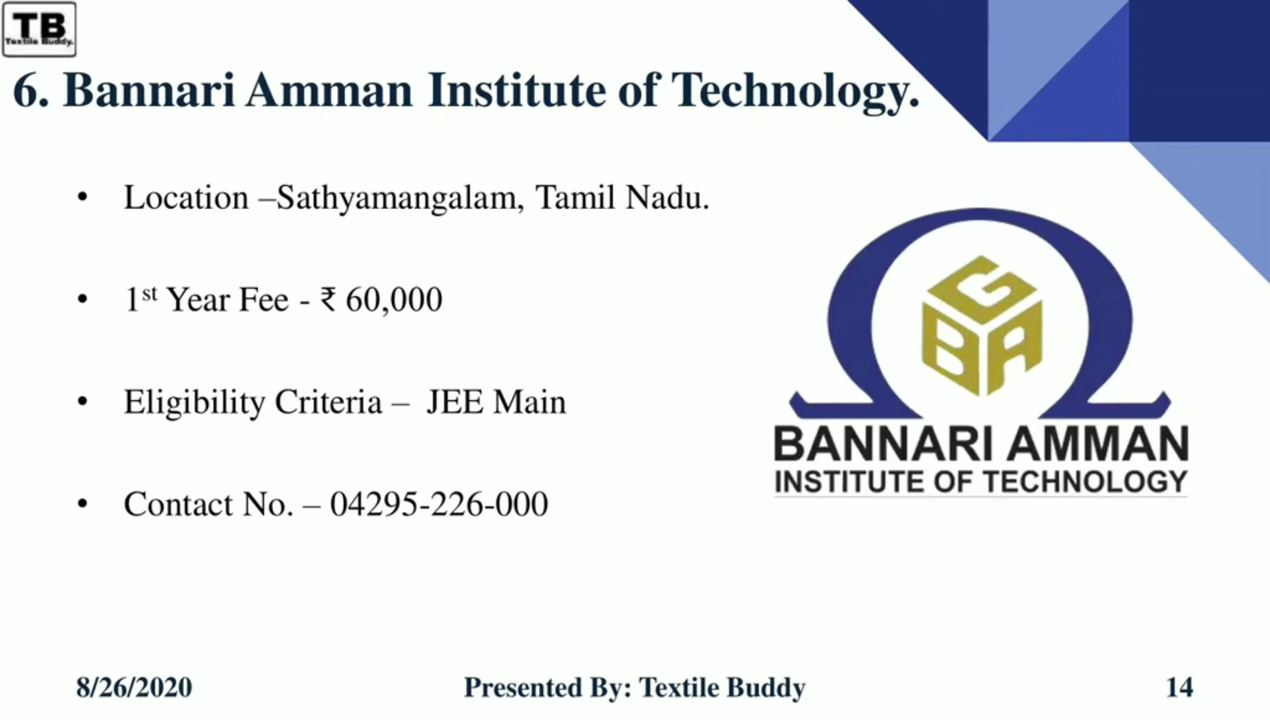 TB
Textile Buddy.
6. Bannari Amman Institute of Technology.
• Location –Sathyamangalam, Tamil Nadu.
• 1st Year Fee - ₹ 60,000
• Eligibility Criteria – JEE Main
• Contact No. – 04295-226-000
G
BA
BANNARI AMMAN
INSTITUTE OF TECHNOLOGY
8/26/2020 Presented By: Textile Buddy 14